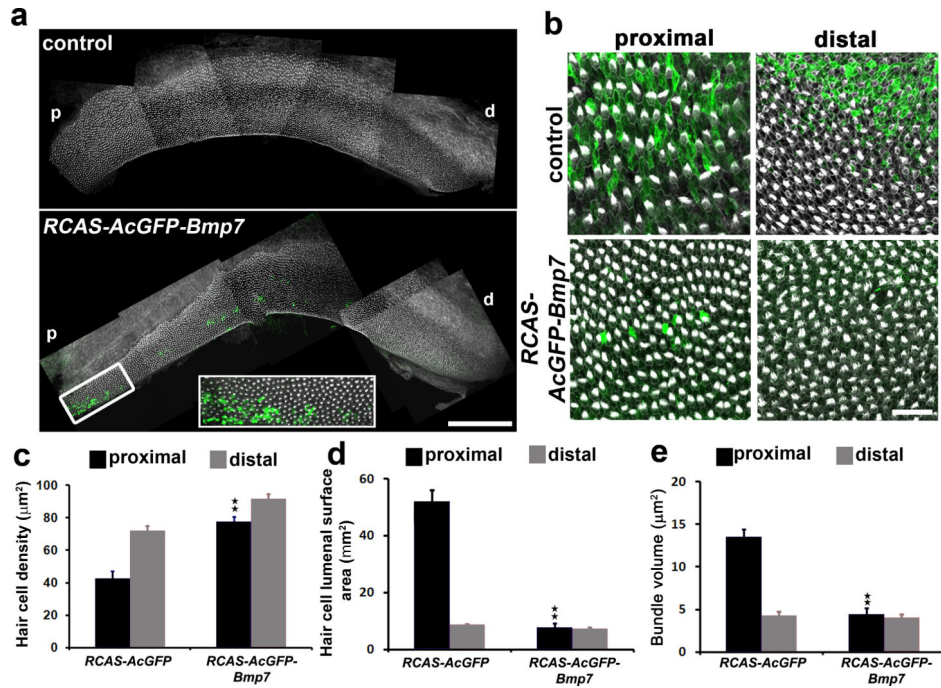 a
control
p
d
RCAS-AcGFP-Bmp7
p
d
b
proximal
distal
control
RCAS-
AcGFP-Bmp7
c
proximal
distal
Hair cell density (μm²)
100
80
60
40
20
0
RCAS-AcGFP
RCAS-AcGFP-
Bmp7
★
★
d
proximal
distal
Hair cell lumenal surface
area (mm²)
60
40
20
0
RCAS-AcGFP
RCAS-AcGFP-
Bmp7
★
★
e
proximal
distal
Bundle volume (μm²)
20
15
10
5
0
RCAS-AcGFP
RCAS-AcGFP-
Bmp7
★
★